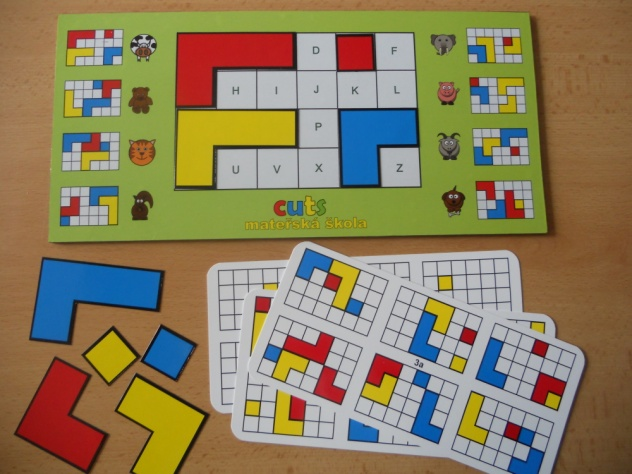 D F
H I J K L
P
U V X Z
cuts
mateřská škola
3a